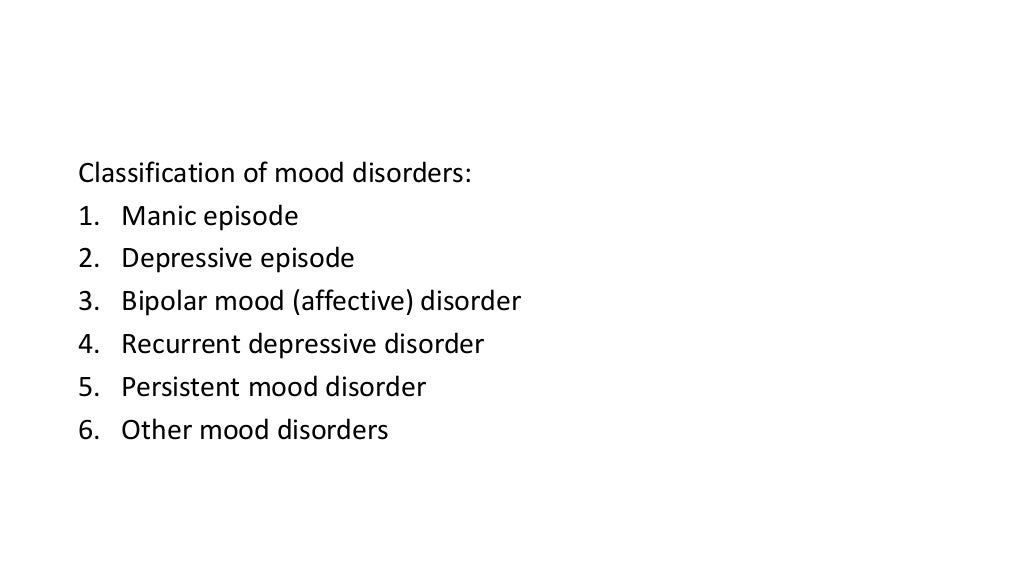 Classification of mood disorders:
1. Manic episode
2. Depressive episode
3. Bipolar mood (affective) disorder
4. Recurrent depressive disorder
5. Persistent mood disorder
6. Other mood disorders